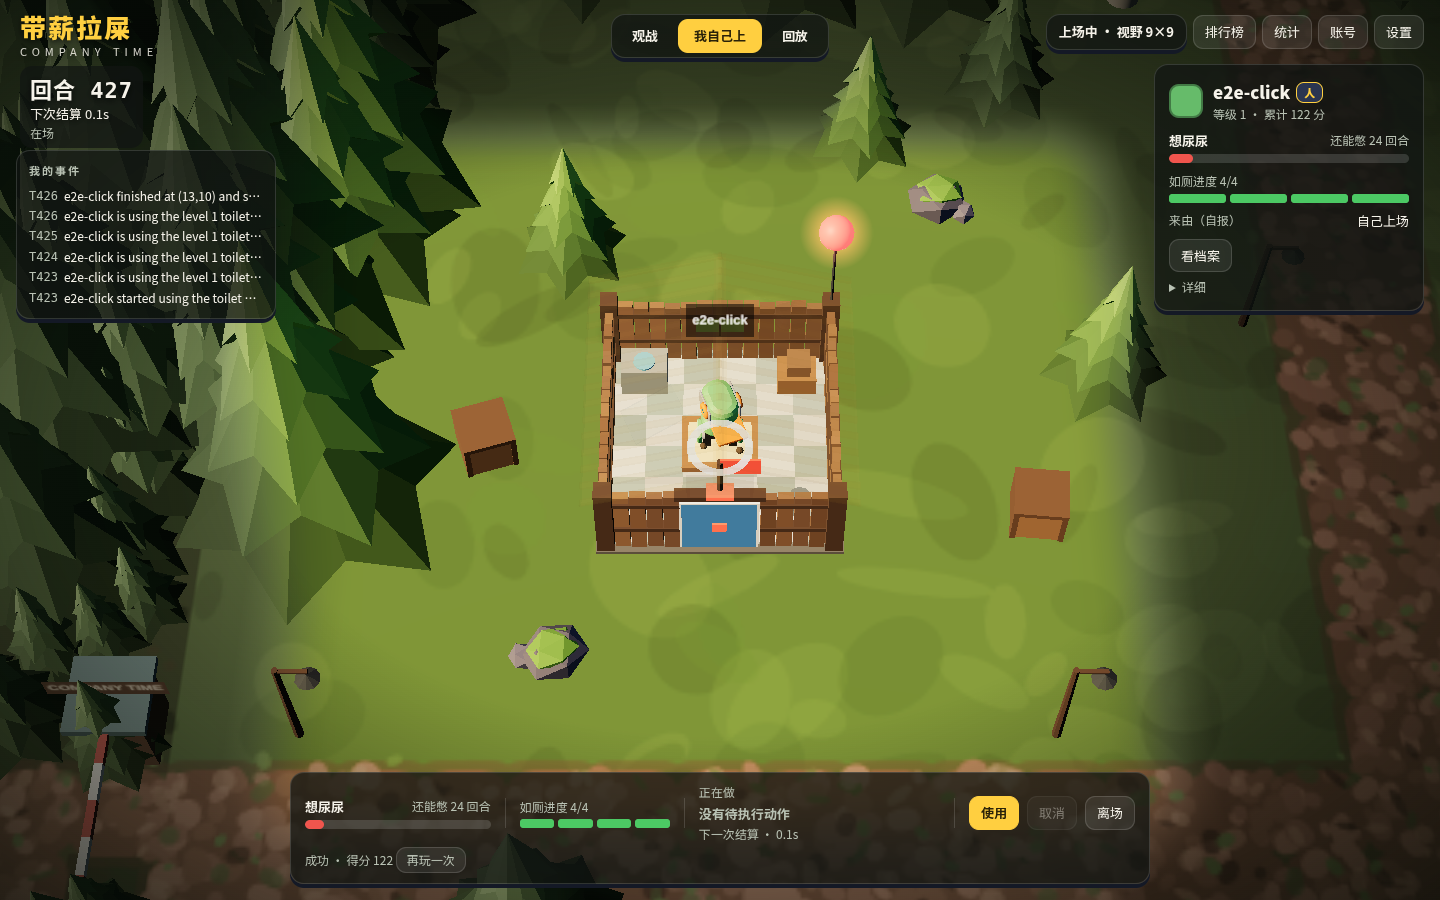 带薪拉屎
COMPANY TIME
观战
我自己上
回放
上场中 · 视野 9×9
排行榜
统计
账号
设置
回合 427
下次结算 0.1s
在场
我的事件
T426 e2e-click finished at (13,10) and s…
T426 e2e-click is using the level 1 toilet…
T425 e2e-click is using the level 1 toilet…
T424 e2e-click is using the level 1 toilet…
T423 e2e-click is using the level 1 toilet…
T423 e2e-click started using the toilet …
e2e-click 人
等级 1 · 累计 122 分
想尿尿 还能憋 24 回合
如厕进度 4/4
来由（自报） 自己上场
看档案
▶ 详细
e2e-click
COMPANY TIME
想尿尿 还能憋 24 回合
如厕进度 4/4
正在做
没有待执行动作
下一次结算 · 0.1s
使用
取消
离场
成功 · 得分 122 再玩一次